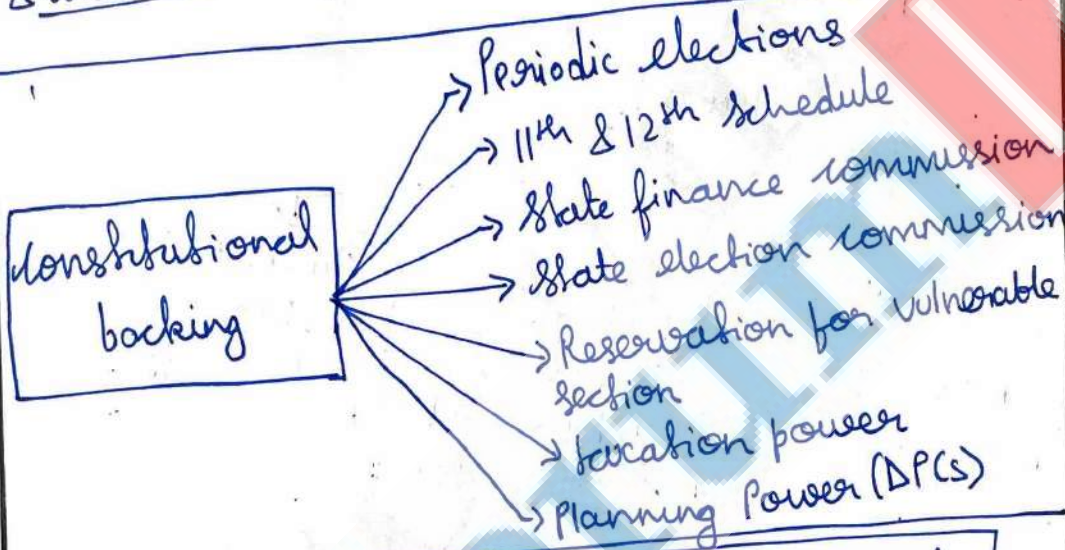 Periodic elections
11th & 12th Schedule
State finance commission
State election commission
Constitutional
backing
Reservation for vulnerable
section
taxation power
Planning Power (DPCs)